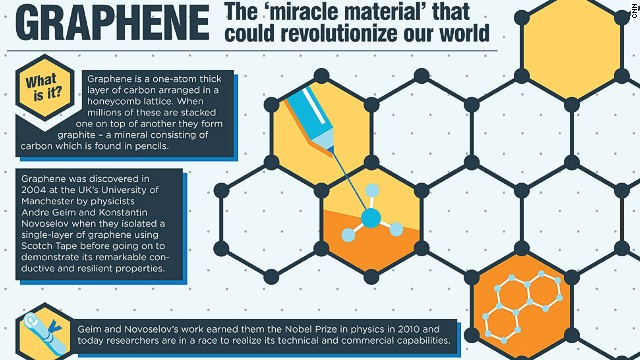 GRAPHENE
The 'miracle material' that
could revolutionize our world
CNN
What
is it?
Graphene is a one-atom thick
layer of carbon arranged in a
honeycomb lattice. When
millions of these are stacked
one on top of another they form
graphite – a mineral consisting of
carbon which is found in pencils.
Graphene was discovered in
2004 at the UK's University of
Manchester by physicists
Andre Geim and Konstantin
Novoselov when they isolated a
single-layer of graphene using
Scotch Tape before going on to
demonstrate its remarkable con-
ductive and resilient properties.
Geim and Novoselov's work earned them the Nobel Prize in physics in 2010 and
today researchers are in a race to realize its technical and commercial capabilities.